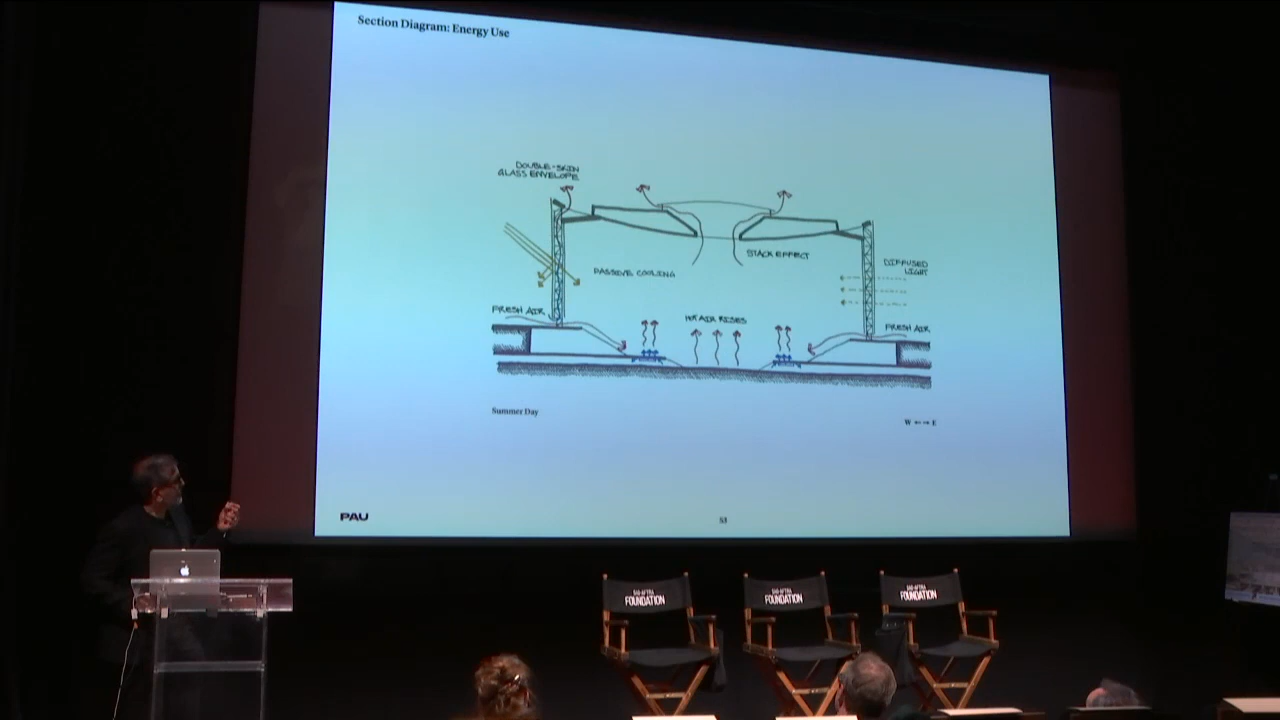 Section Diagram: Energy Use
DOUBLE-SKIN
GLASS ENVELOPE
STACK EFFECT
PASSIVE COOLING
DIFFUSED
LIGHT
FRESH AIR
HOT AIR RISES
FRESH AIR
Summer Day
W ←→ E
PAU
53
SAG-AFTRA
FOUNDATION
SAG-AFTRA
FOUNDATION
SAG-AFTRA
FOUNDATION